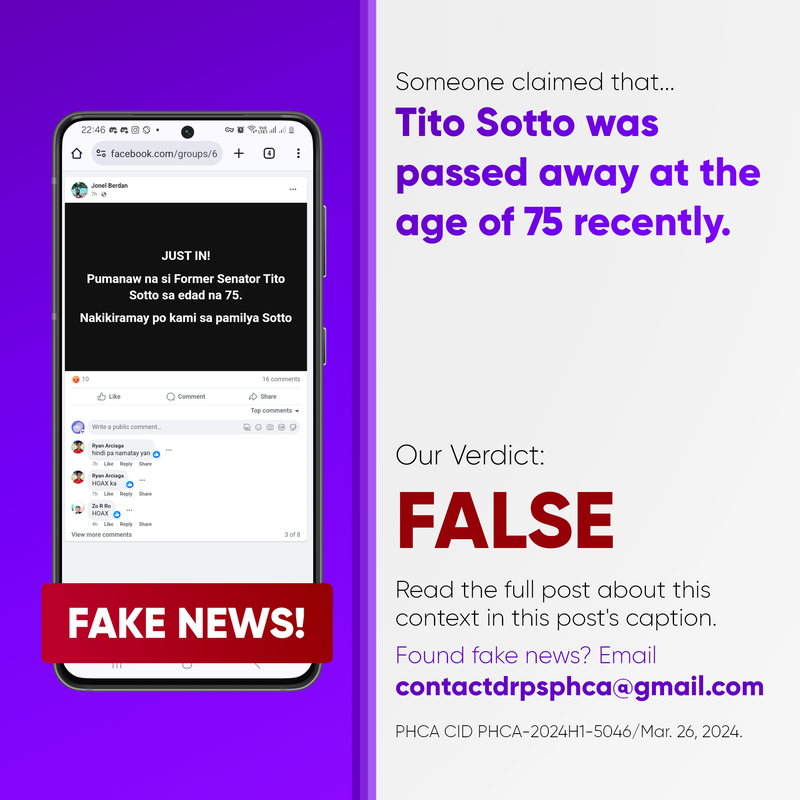 22:46
facebook.com/groups/6
4
Jonel Berdan
7h
JUST IN!
Pumanaw na si Former Senator Tito
Sotto sa edad na 75.
Nakikiramay po kami sa pamilya Sotto
10
16 comments
Like
Comment
Share
Top comments
Write a public comment...
Ryan Arciaga
hindi pa namatay yan
7h Like Reply Share
Ryan Arciaga
HOAX ka
7h Like Reply Share
Zo R Ro
HOAX
4h Like Reply Share
View more comments
3 of 8
FAKE NEWS!
Someone claimed that...
Tito Sotto was
passed away at the
age of 75 recently.
Our Verdict:
FALSE
Read the full post about this
context in this post's caption.
Found fake news? Email
contactdrpsphca@gmail.com
PHCA CID PHCA-2024H1-5046/Mar. 26, 2024.